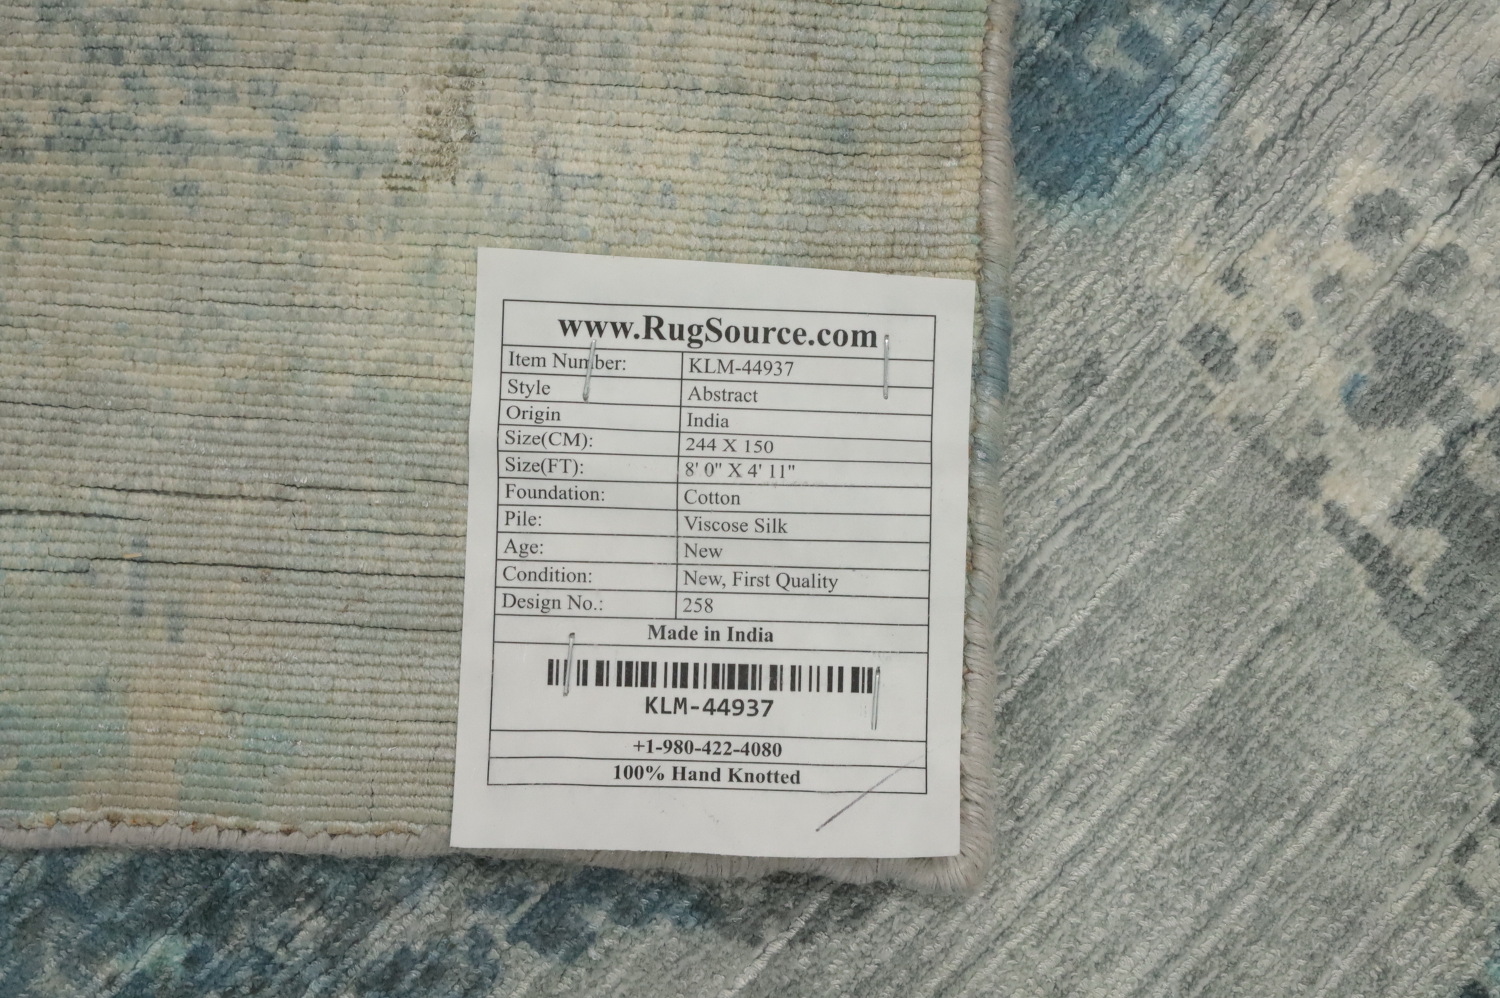 www.RugSource.com
Item Number: KLM-44937
Style Abstract
Origin India
Size(CM): 244 X 150
Size(FT): 8' 0" X 4' 11"
Foundation: Cotton
Pile: Viscose Silk
Age: New
Condition: New, First Quality
Design No.: 258
Made in India
KLM-44937
+1-980-422-4080
100% Hand Knotted